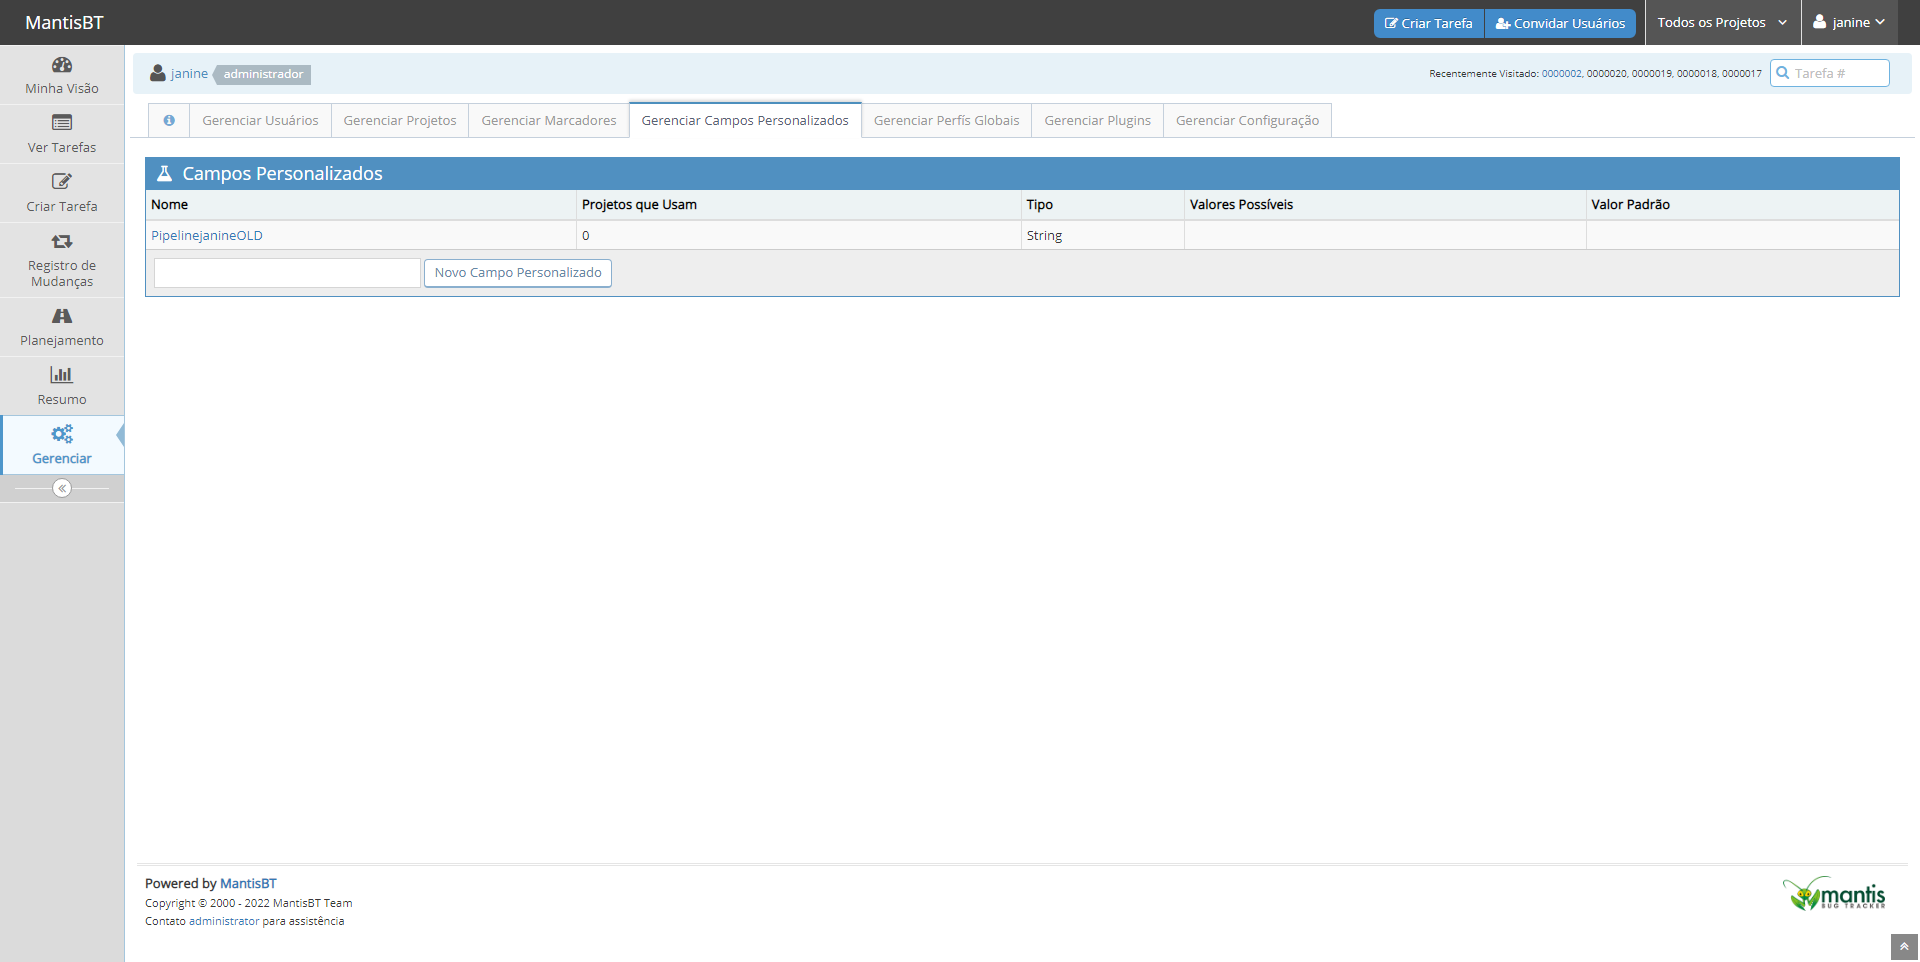 MantisBT
Criar Tarefa
Convidar Usuários
Todos os Projetos
janine
Minha Visão
Ver Tarefas
Criar Tarefa
Registro de
Mudanças
Planejamento
Resumo
Gerenciar
janine
administrador
Recentemente Visitado: 0000002, 0000020, 0000019, 0000018, 0000017
Tarefa #
Gerenciar Usuários
Gerenciar Projetos
Gerenciar Marcadores
Gerenciar Campos Personalizados
Gerenciar Perfís Globais
Gerenciar Plugins
Gerenciar Configuração
Campos Personalizados
Nome
Projetos que Usam
Tipo
Valores Possíveis
Valor Padrão
PipelinejanineOLD
0
String
Novo Campo Personalizado
Powered by MantisBT
Copyright © 2000 - 2022 MantisBT Team
Contato administrator para assistência
mantis
BUG TRACKER